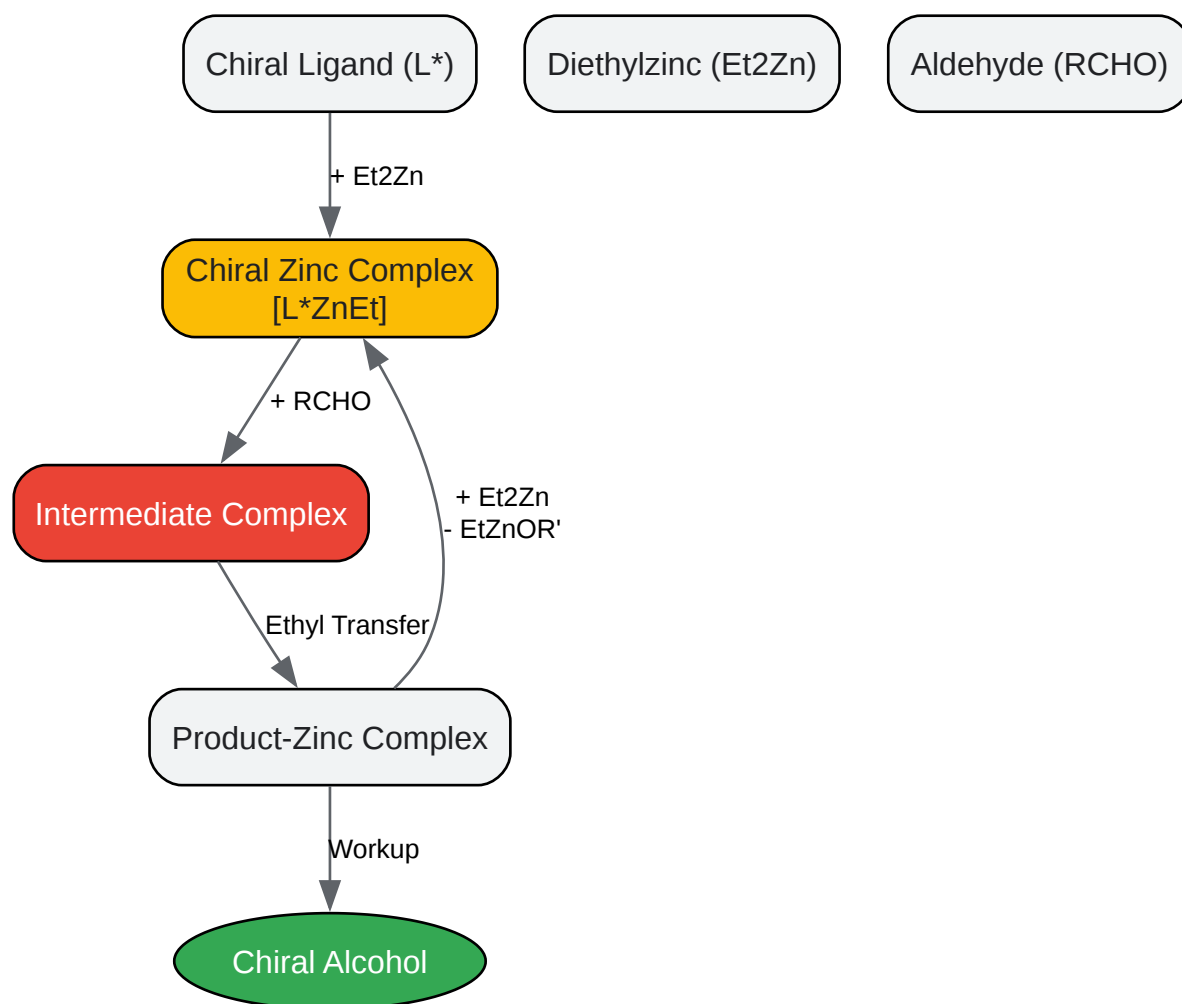 Chiral Ligand (L*)
Diethylzinc (Et2Zn)
Aldehyde (RCHO)
+ Et2Zn
Chiral Zinc Complex
[L*ZnEt]
+ RCHO
Intermediate Complex
+ Et2Zn
- EtZnOR'
Ethyl Transfer
Product-Zinc Complex
Workup
Chiral Alcohol